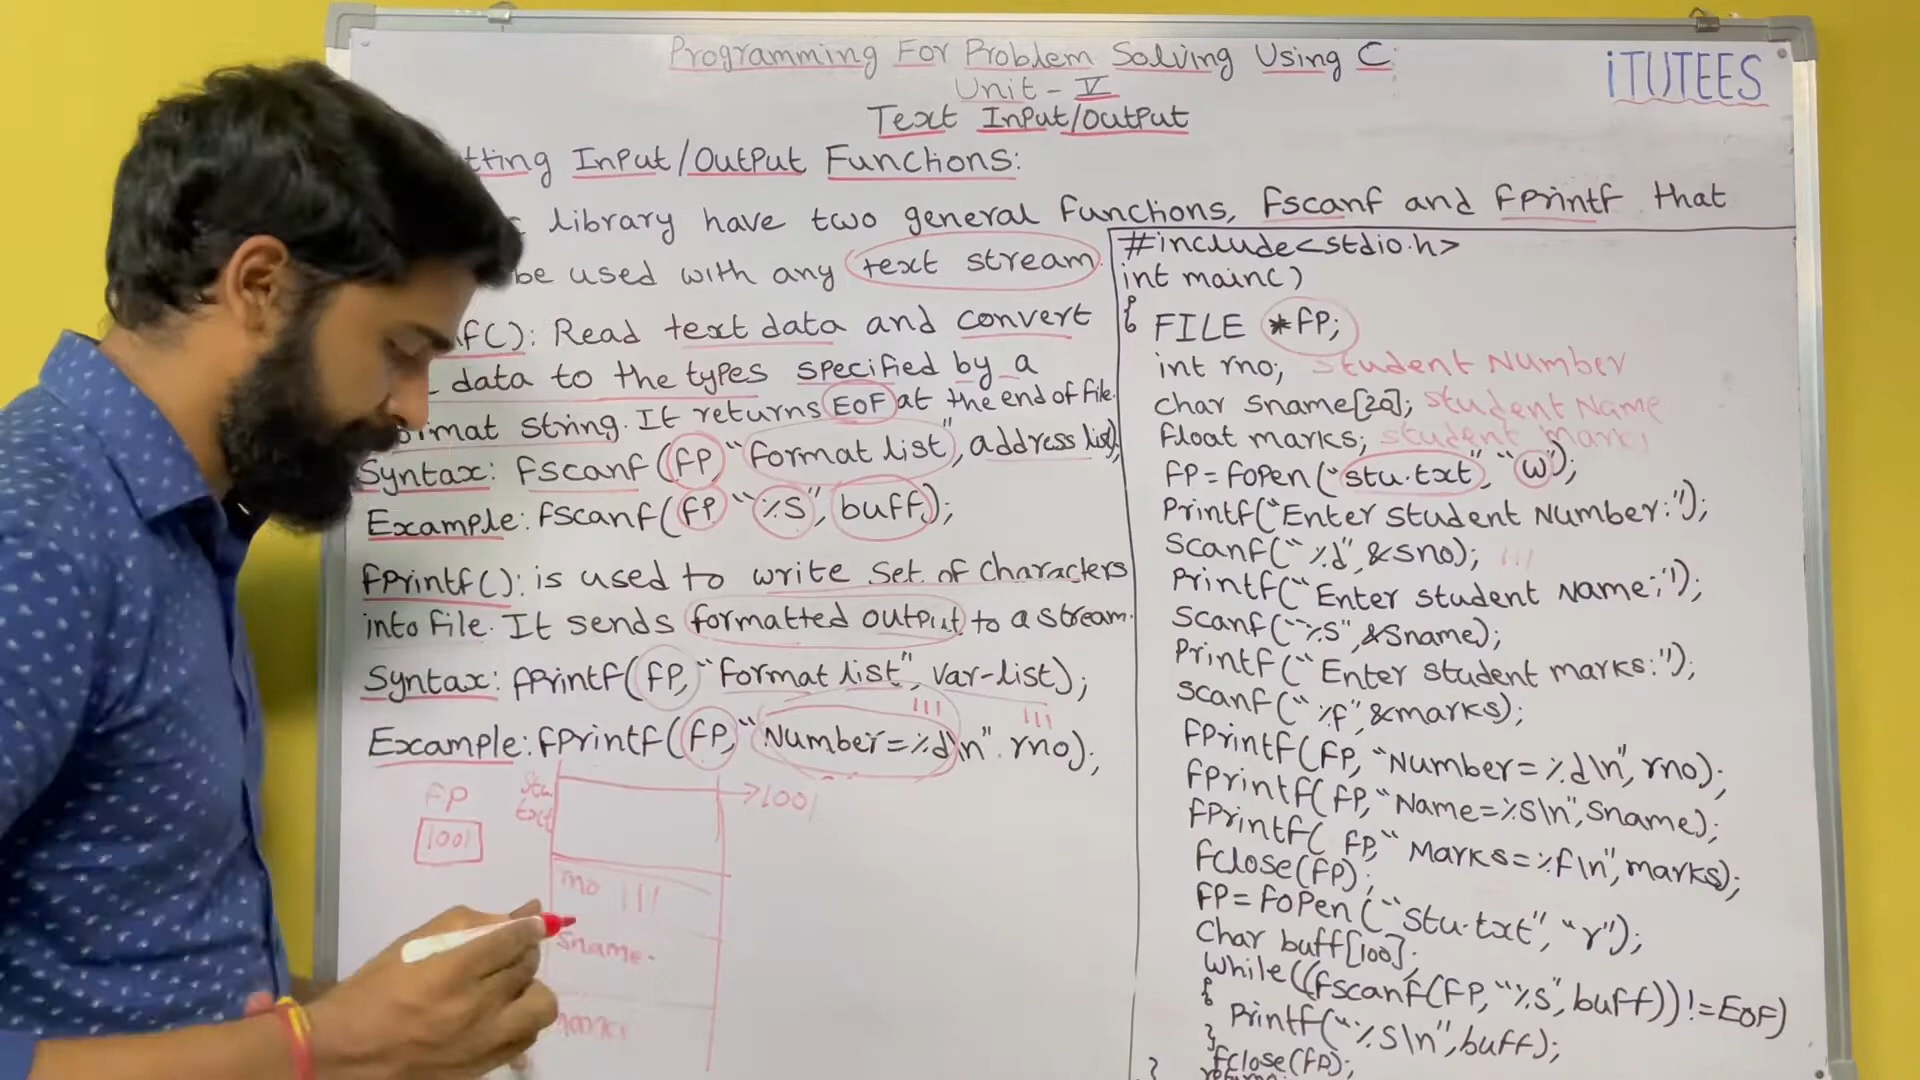 Programming For Problem Solving Using C:
iTUTEES
Unit - V
Text Input/Output
tting Input/Output Functions:
library have two general functions, fscanf and fprintf that
be used with any text stream.
f(): Read text data and convert
data to the types specified by a
format string. It returns EOF at the end of file.
Syntax: fscanf(fp, "format list", address list);
Example: fscanf(fp "%s", buff);
fprintf(): is used to write set of characters
into file. It sends formatted output to a stream.
Syntax: fprintf(fp, "format list", var-list);
111 111
Example: fprintf(fp, "Number=%d\n". rno);
fp
1001
stu
text
→1001
rno 111
sname.
marks
#include<stdio.h>
int main()
{ FILE *fp;
int rno; student Number
char sname[20]; student Name
float marks; student marks
fp=fopen("stu.txt", "w");
printf("Enter student Number:");
scanf("%d",&sno); 111
printf("Enter student Name:");
scanf("%s",&sname);
printf("Enter student marks:");
scanf("%f",&marks);
fprintf(fp, "Number=%d\n", rno);
fprintf(fp, "Name=%s\n", sname);
fprintf( fp, "Marks=%f\n", marks);
fclose(fp);
fp=fopen("stu.txt", "r");
char buff[100];
while((fscanf(fp, "%s", buff))!=EOF)
{
printf("%s\n", buff);
}
fclose(fp);
}